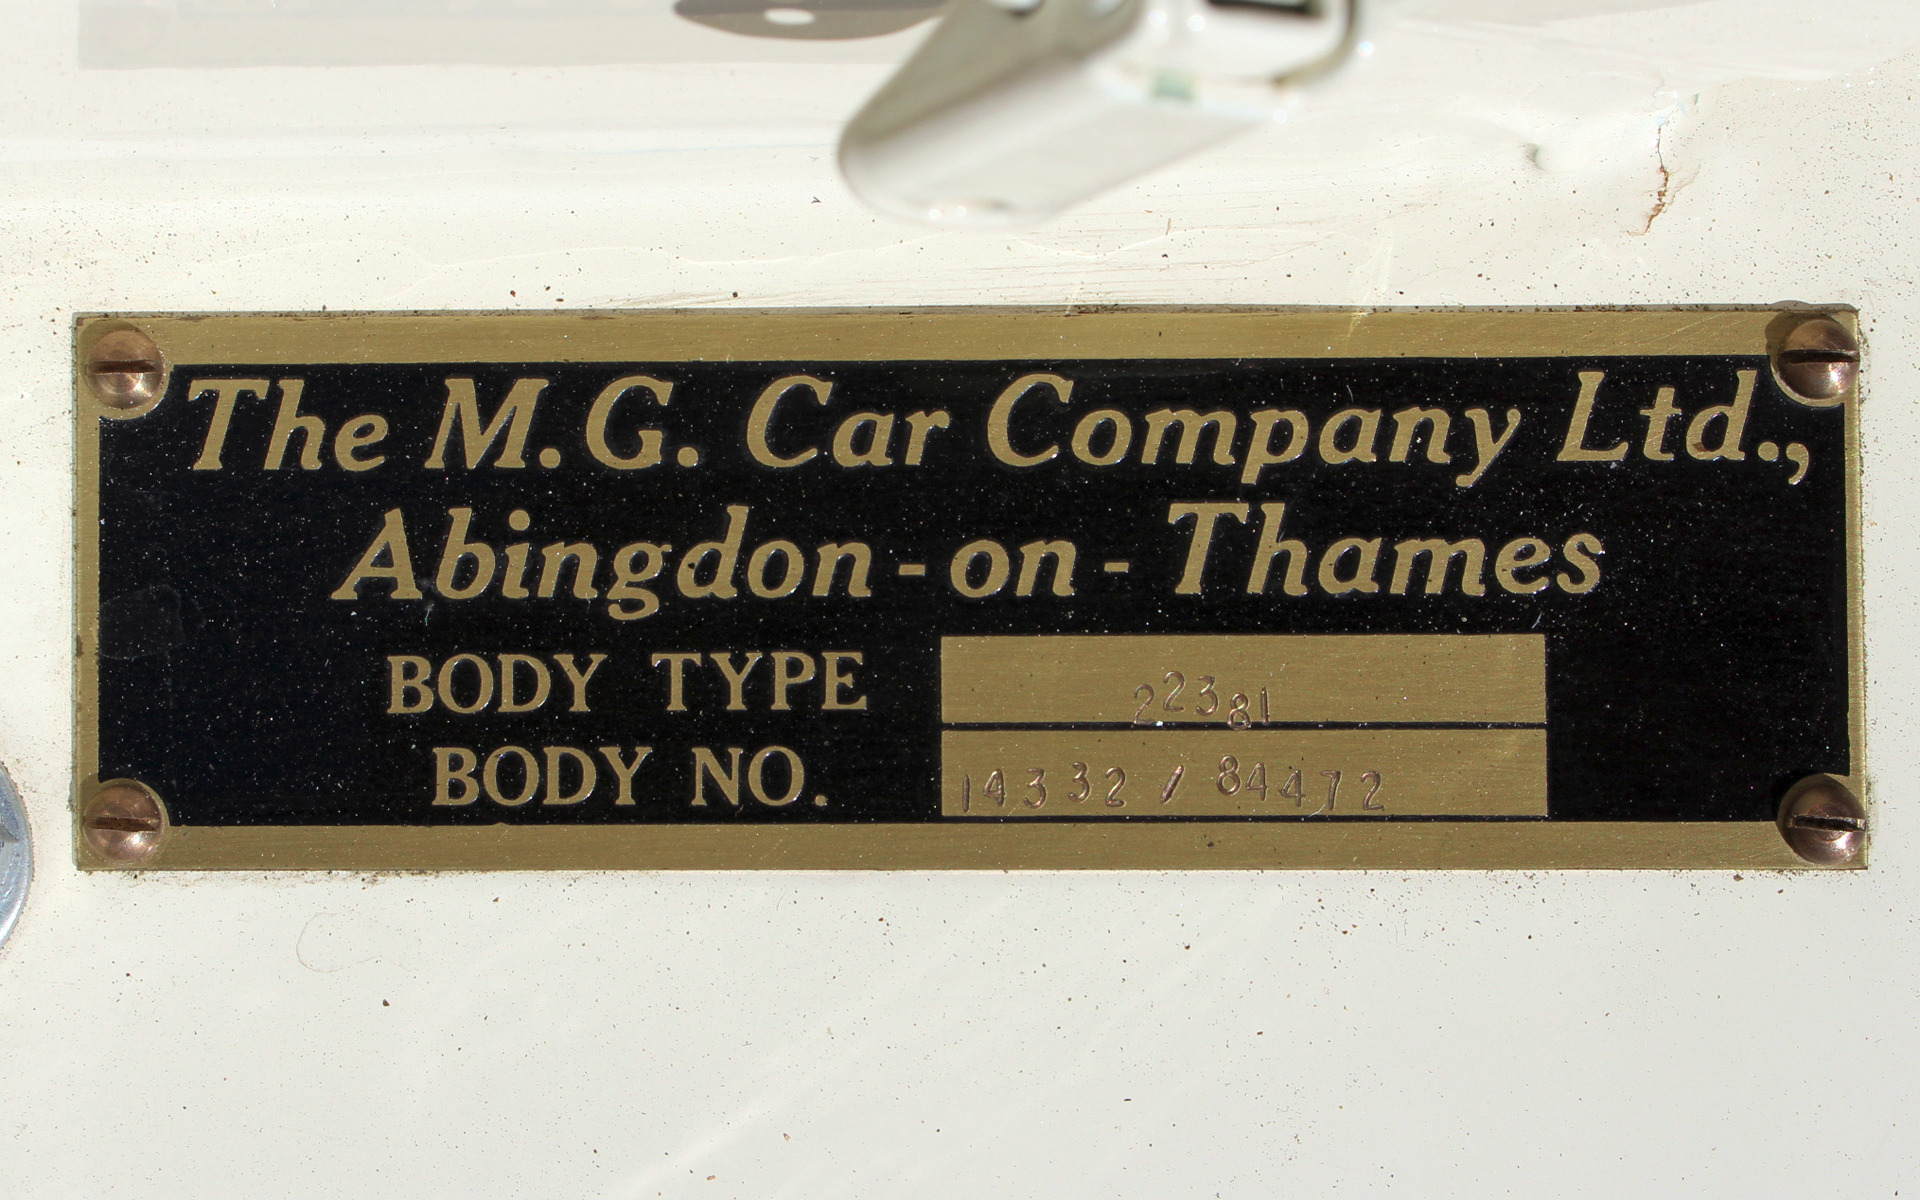 The M.G. Car Company Ltd.,
Abingdon-on-Thames
BODY TYPE 22381
BODY NO. 14332 / 84472